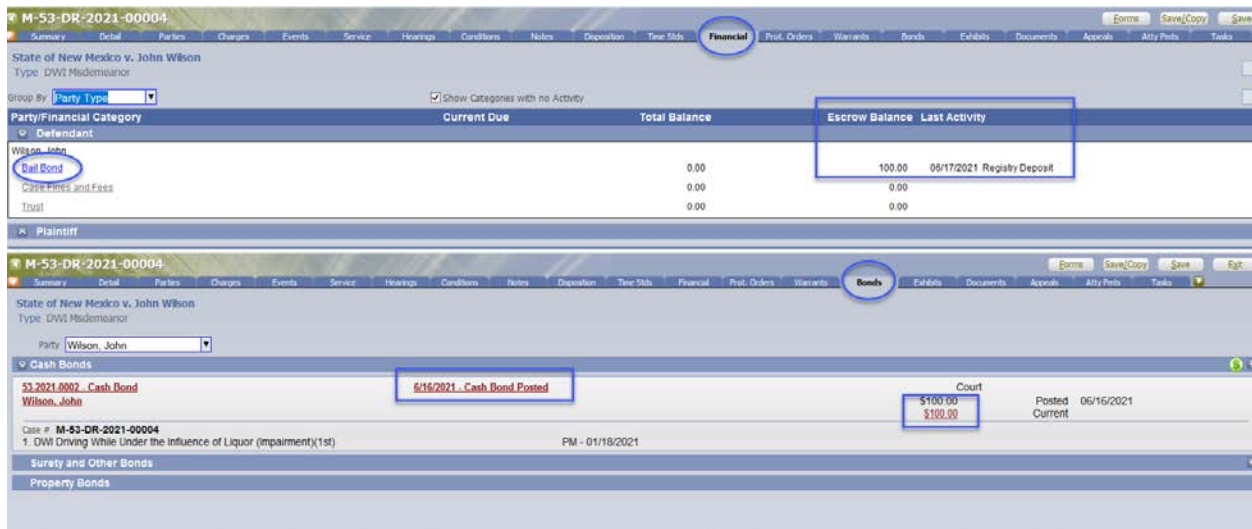 M-53-DR-2021-00004 Forms Save/Copy Save
Summary Detail Parties Charges Events Service Hearings Conditions Notes Disposition Time Stds Financial Prot. Orders Warrants Bonds Exhibits Documents Appeals Atty Pmts Tasks
State of New Mexico v. John Wilson
Type DWI Misdemeanor
Group By Party Type Show Categories with no Activity
Party/Financial Category Current Due Total Balance Escrow Balance Last Activity
Defendant
Wilson, John
Bail Bond 0.00 100.00 06/17/2021 Registry Deposit
Case Fines and Fees 0.00 0.00
Trust 0.00 0.00
Plaintiff
M-53-DR-2021-00004 Forms Save/Copy Save Exit
Summary Detail Parties Charges Events Service Hearings Conditions Notes Disposition Time Stds Financial Prot. Orders Warrants Bonds Exhibits Documents Appeals Atty Pmts Tasks
State of New Mexico v. John Wilson
Type DWI Misdemeanor
Party Wilson, John
Cash Bonds
53-2021-0002 - Cash Bond 6/16/2021 - Cash Bond Posted Court
Wilson, John $100.00 Posted 06/16/2021
$100.00 Current
Case # M-53-DR-2021-00004
1. DWI Driving While Under the Influence of Liquor (Impairment)(1st) PM - 01/18/2021
Surety and Other Bonds
Property Bonds